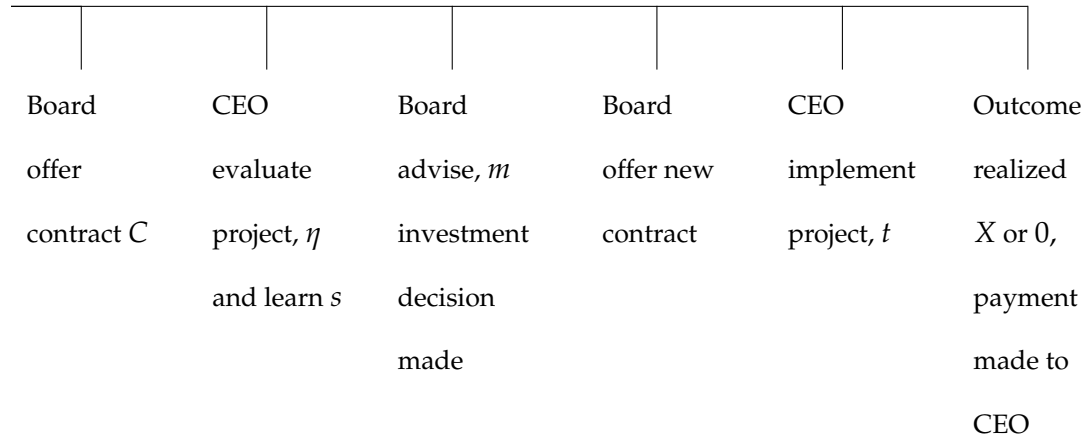 Board
offer
contract C
CEO
evaluate
project, η
and learn s
Board
advise, m
investment
decision
made
Board
offer new
contract
CEO
implement
project, t
Outcome
realized
X or 0,
payment
made to
CEO